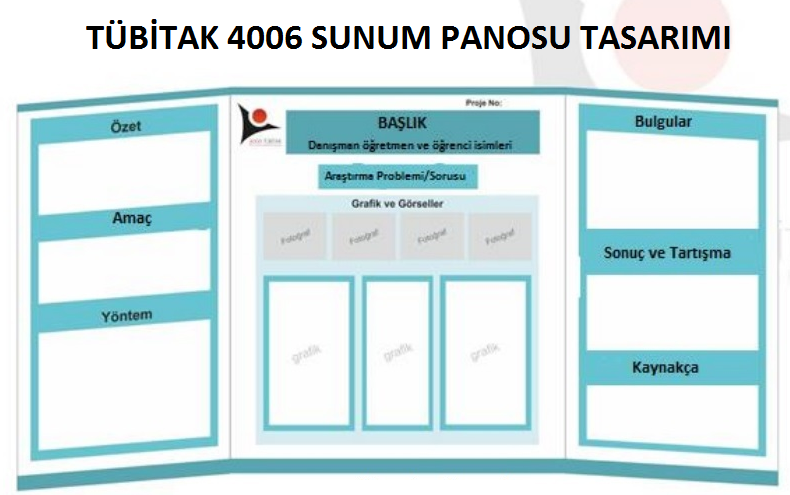 TÜBİTAK 4006 SUNUM PANOSU TASARIMI
Özet
Amaç
Yöntem
Proje No:
BAŞLIK
Danışman öğretmen ve öğrenci isimleri
Araştırma Problemi/Sorusu
Grafik ve Görseller
Fotoğraf
Fotoğraf
Fotoğraf
Fotoğraf
grafik
grafik
grafik
Bulgular
Sonuç ve Tartışma
Kaynakça